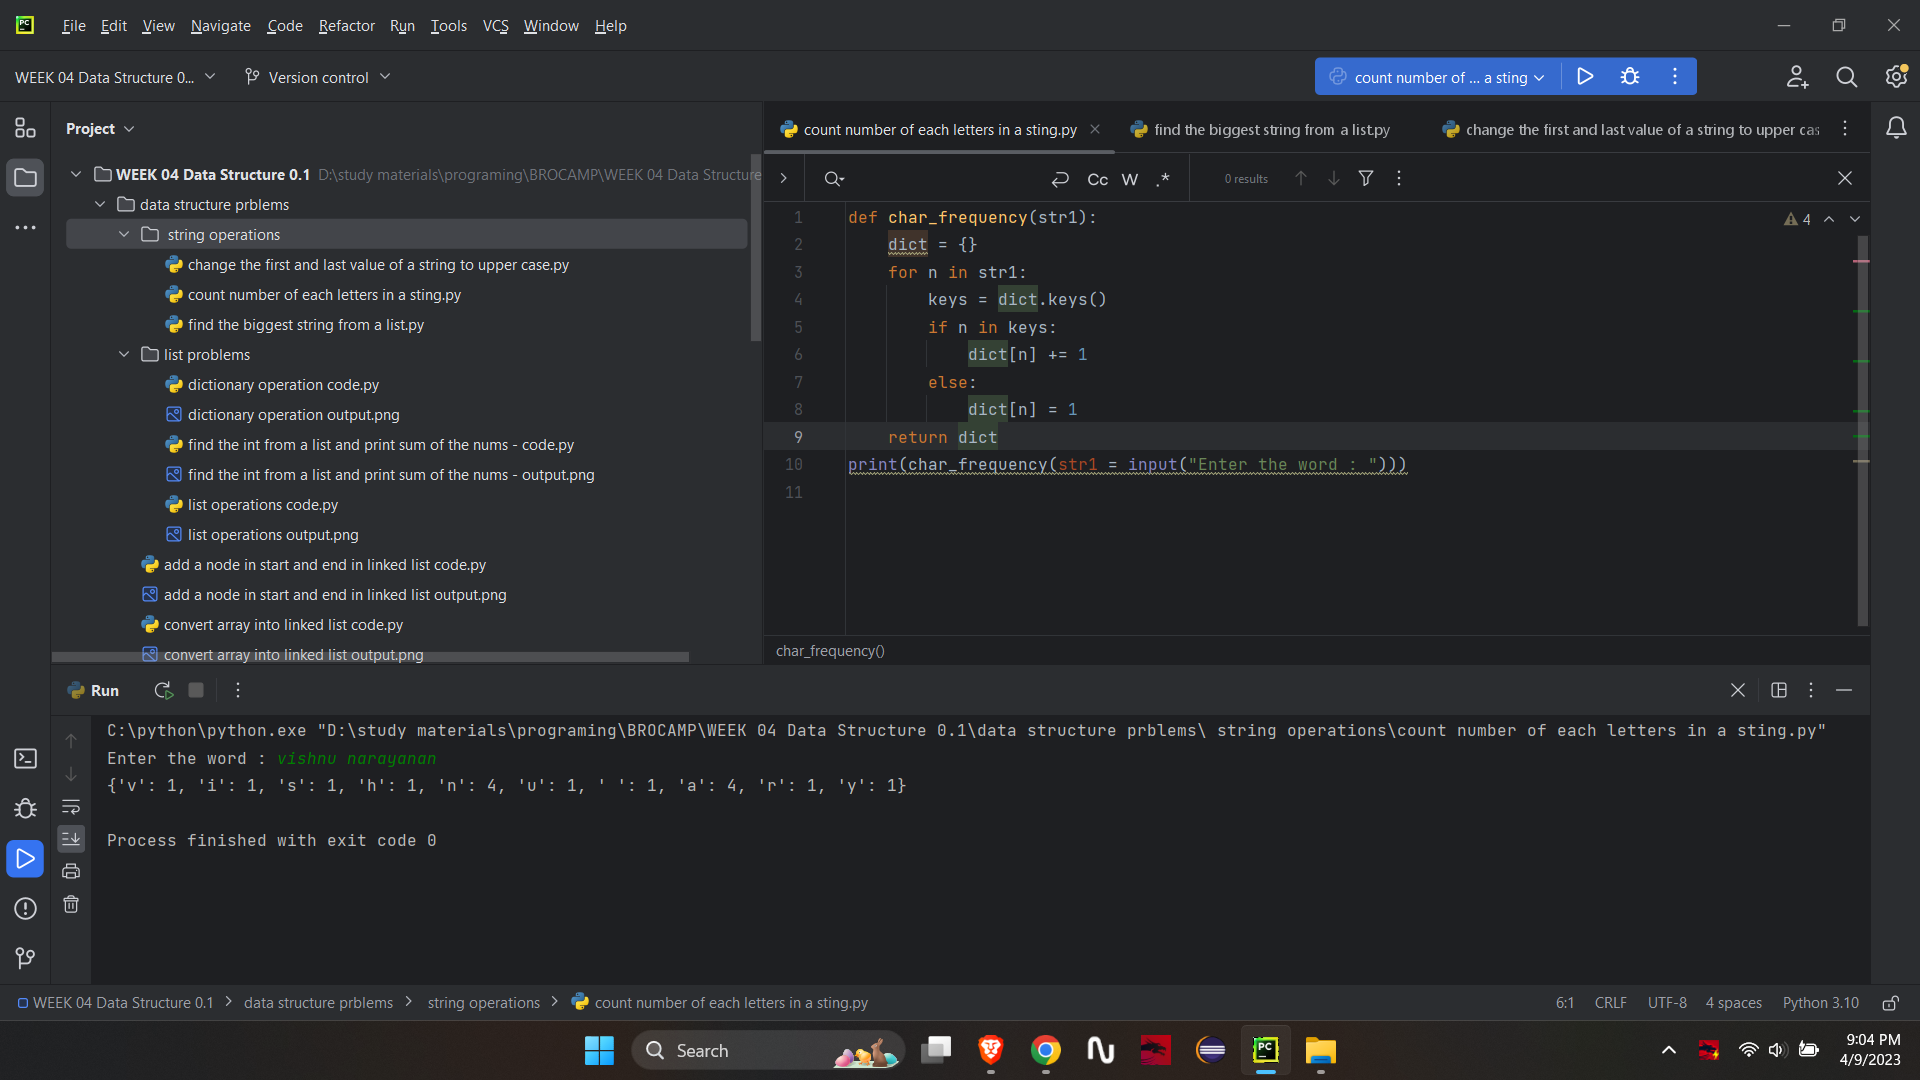 PC
File Edit View Navigate Code Refactor Run Tools VCS Window Help
WEEK 04 Data Structure 0... Version control count number of ... a sting
Project
WEEK 04 Data Structure 0.1 D:\study materials\programing\BROCAMP\WEEK 04 Data Structure
data structure prblems
string operations
change the first and last value of a string to upper case.py
count number of each letters in a sting.py
find the biggest string from a list.py
list problems
dictionary operation code.py
dictionary operation output.png
find the int from a list and print sum of the nums - code.py
find the int from a list and print sum of the nums - output.png
list operations code.py
list operations output.png
add a node in start and end in linked list code.py
add a node in start and end in linked list output.png
convert array into linked list code.py
convert array into linked list output.png
count number of each letters in a sting.py find the biggest string from a list.py change the first and last value of a string to upper cas
Cc W .* 0 results
4
1 def char_frequency(str1):
2 dict = {}
3 for n in str1:
4 keys = dict.keys()
5 if n in keys:
6 dict[n] += 1
7 else:
8 dict[n] = 1
9 return dict
10 print(char_frequency(str1 = input("Enter the word : ")))
11
char_frequency()
Run
C:\python\python.exe "D:\study materials\programing\BROCAMP\WEEK 04 Data Structure 0.1\data structure prblems\ string operations\count number of each letters in a sting.py"
Enter the word : vishnu narayanan
{'v': 1, 'i': 1, 's': 1, 'h': 1, 'n': 4, 'u': 1, ' ': 1, 'a': 4, 'r': 1, 'y': 1}
Process finished with exit code 0
WEEK 04 Data Structure 0.1 > data structure prblems > string operations > count number of each letters in a sting.py 6:1 CRLF UTF-8 4 spaces Python 3.10
Search
PC
9:04 PM
4/9/2023